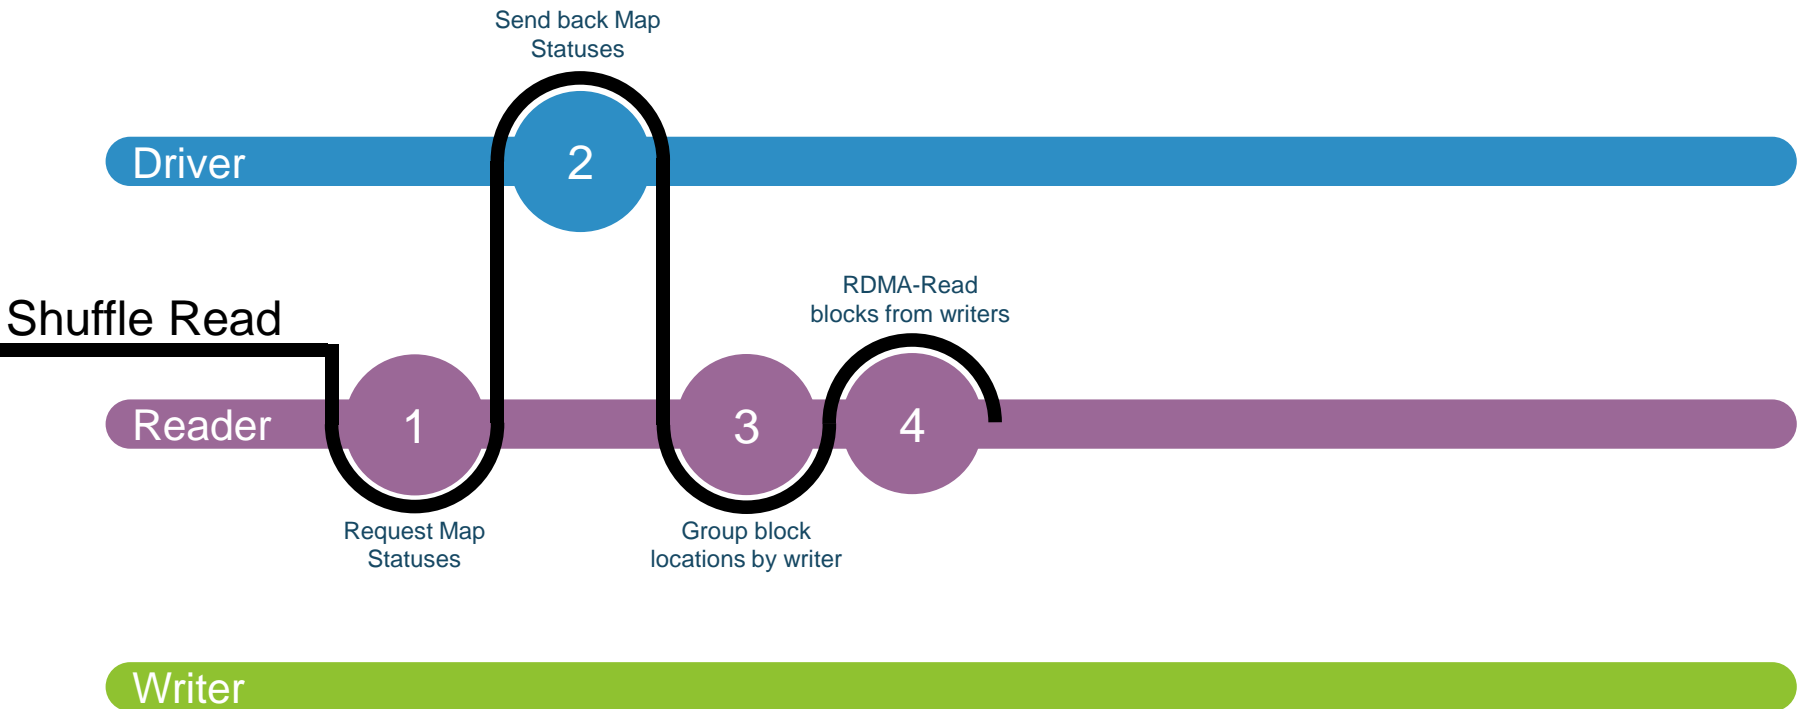 Send back Map
Statuses
Driver
2
RDMA-Read
blocks from writers
Shuffle Read
Reader
1
3
4
Request Map
Statuses
Group block
locations by writer
Writer